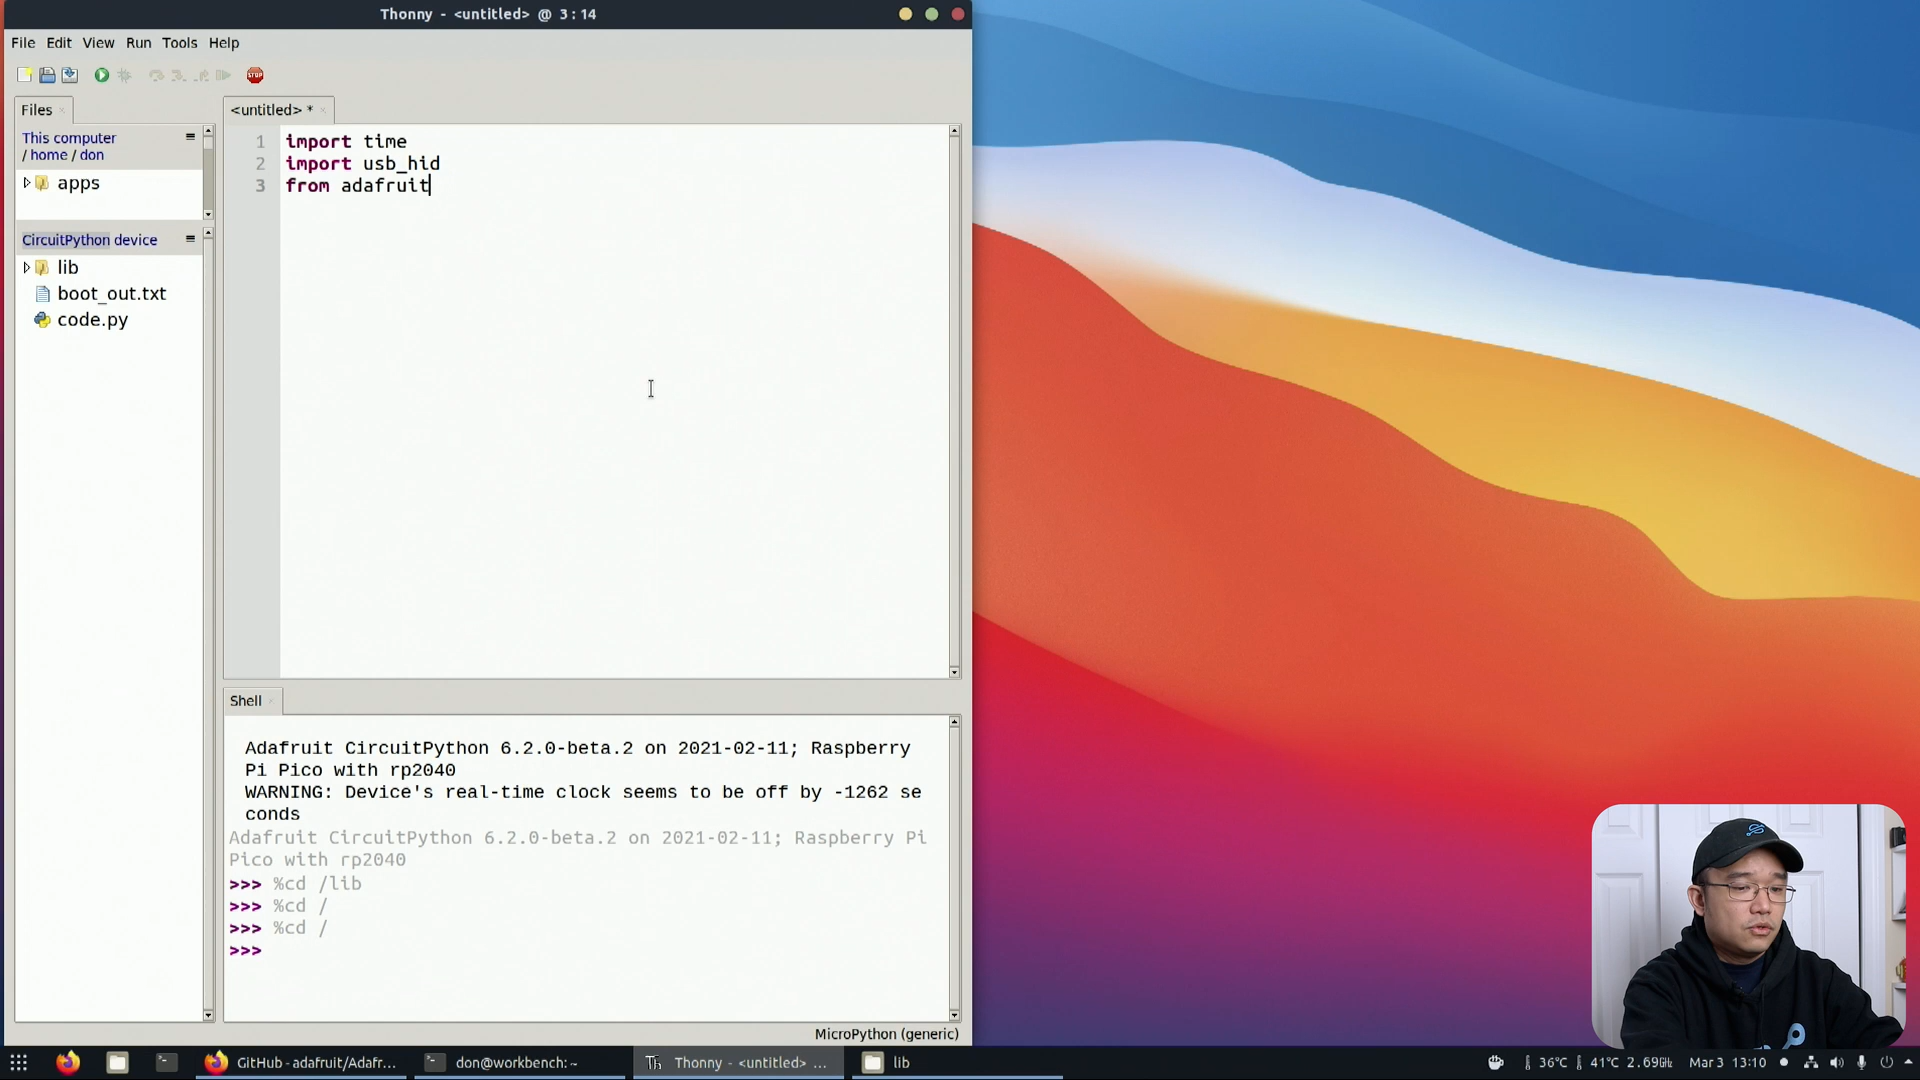 Thonny - <untitled> @ 3:14
File Edit View Run Tools Help
STOP
Files
<untitled> *
This computer
/ home / don
apps
CircuitPython device
lib
boot_out.txt
code.py
1 import time
2 import usb_hid
3 from adafruit
Shell
Adafruit CircuitPython 6.2.0-beta.2 on 2021-02-11; Raspberry
Pi Pico with rp2040
WARNING: Device's real-time clock seems to be off by -1262 se
conds
Adafruit CircuitPython 6.2.0-beta.2 on 2021-02-11; Raspberry Pi
Pico with rp2040
>>> %cd /lib
>>> %cd /
>>> %cd /
>>>
MicroPython (generic)
GitHub - adafruit/Adafr...
don@workbench: ~
Th Thonny - <untitled> ...
lib
36°C 41°C 2.69GHz Mar 3 13:10